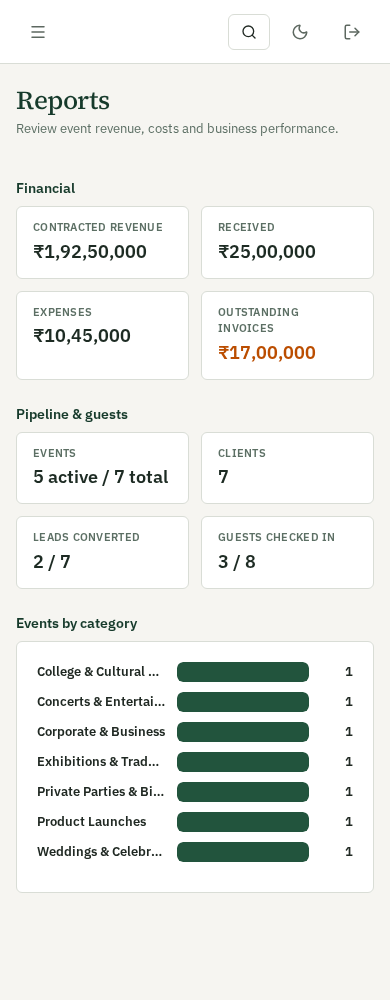 Reports
Review event revenue, costs and business performance.
Financial
CONTRACTED REVENUE
₹1,92,50,000
RECEIVED
₹25,00,000
EXPENSES
₹10,45,000
OUTSTANDING
INVOICES
₹17,00,000
Pipeline & guests
EVENTS
5 active / 7 total
CLIENTS
7
LEADS CONVERTED
2 / 7
GUESTS CHECKED IN
3 / 8
Events by category
College & Cultural ... 1
Concerts & Entertai... 1
Corporate & Business 1
Exhibitions & Trad... 1
Private Parties & Bi... 1
Product Launches 1
Weddings & Celebr... 1